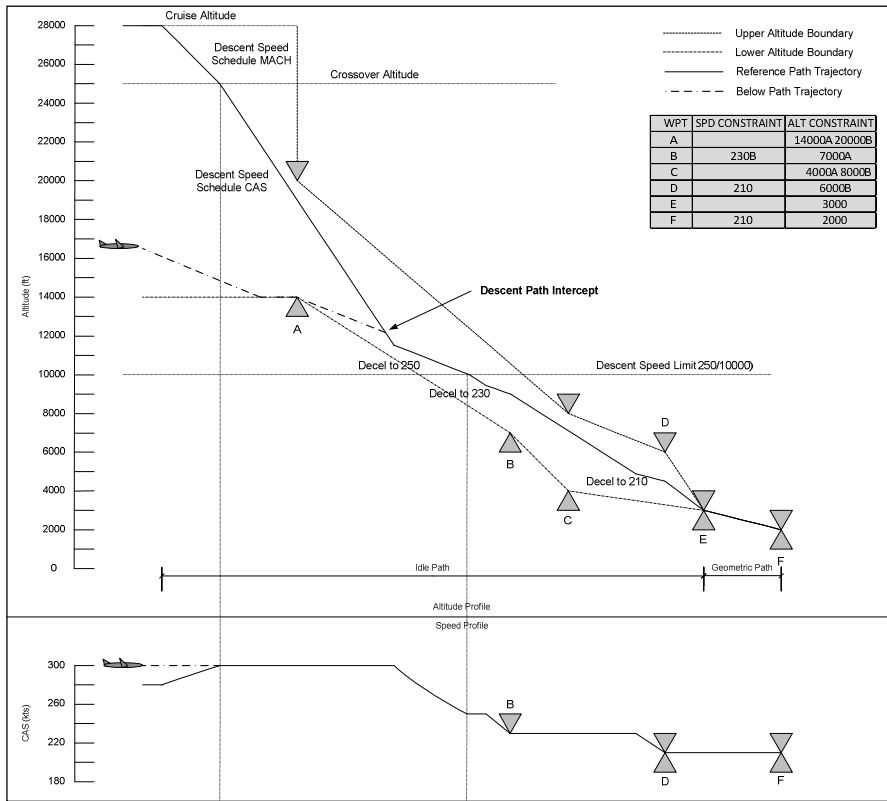 Cruise Altitude
28000
26000
24000
22000
20000
18000
16000
14000
12000
10000
8000
6000
4000
2000
0
Altitude (ft)
Descent Speed
Schedule MACH
Crossover Altitude
Descent Speed
Schedule CAS
Upper Altitude Boundary
Lower Altitude Boundary
Reference Path Trajectory
Below Path Trajectory
WPT SPD CONSTRAINT ALT CONSTRAINT
A 14000A 20000B
B 230B 7000A
C 4000A 8000B
D 210 6000B
E 3000
F 210 2000
Descent Path Intercept
A
Decel to 250
Descent Speed Limit 250/10000)
Decel to 230
D
B
Decel to 210
C
E
F
Idle Path
Geometric Path
Altitude Profile
Speed Profile
300
260
220
180
CAS (kts)
B
D
F